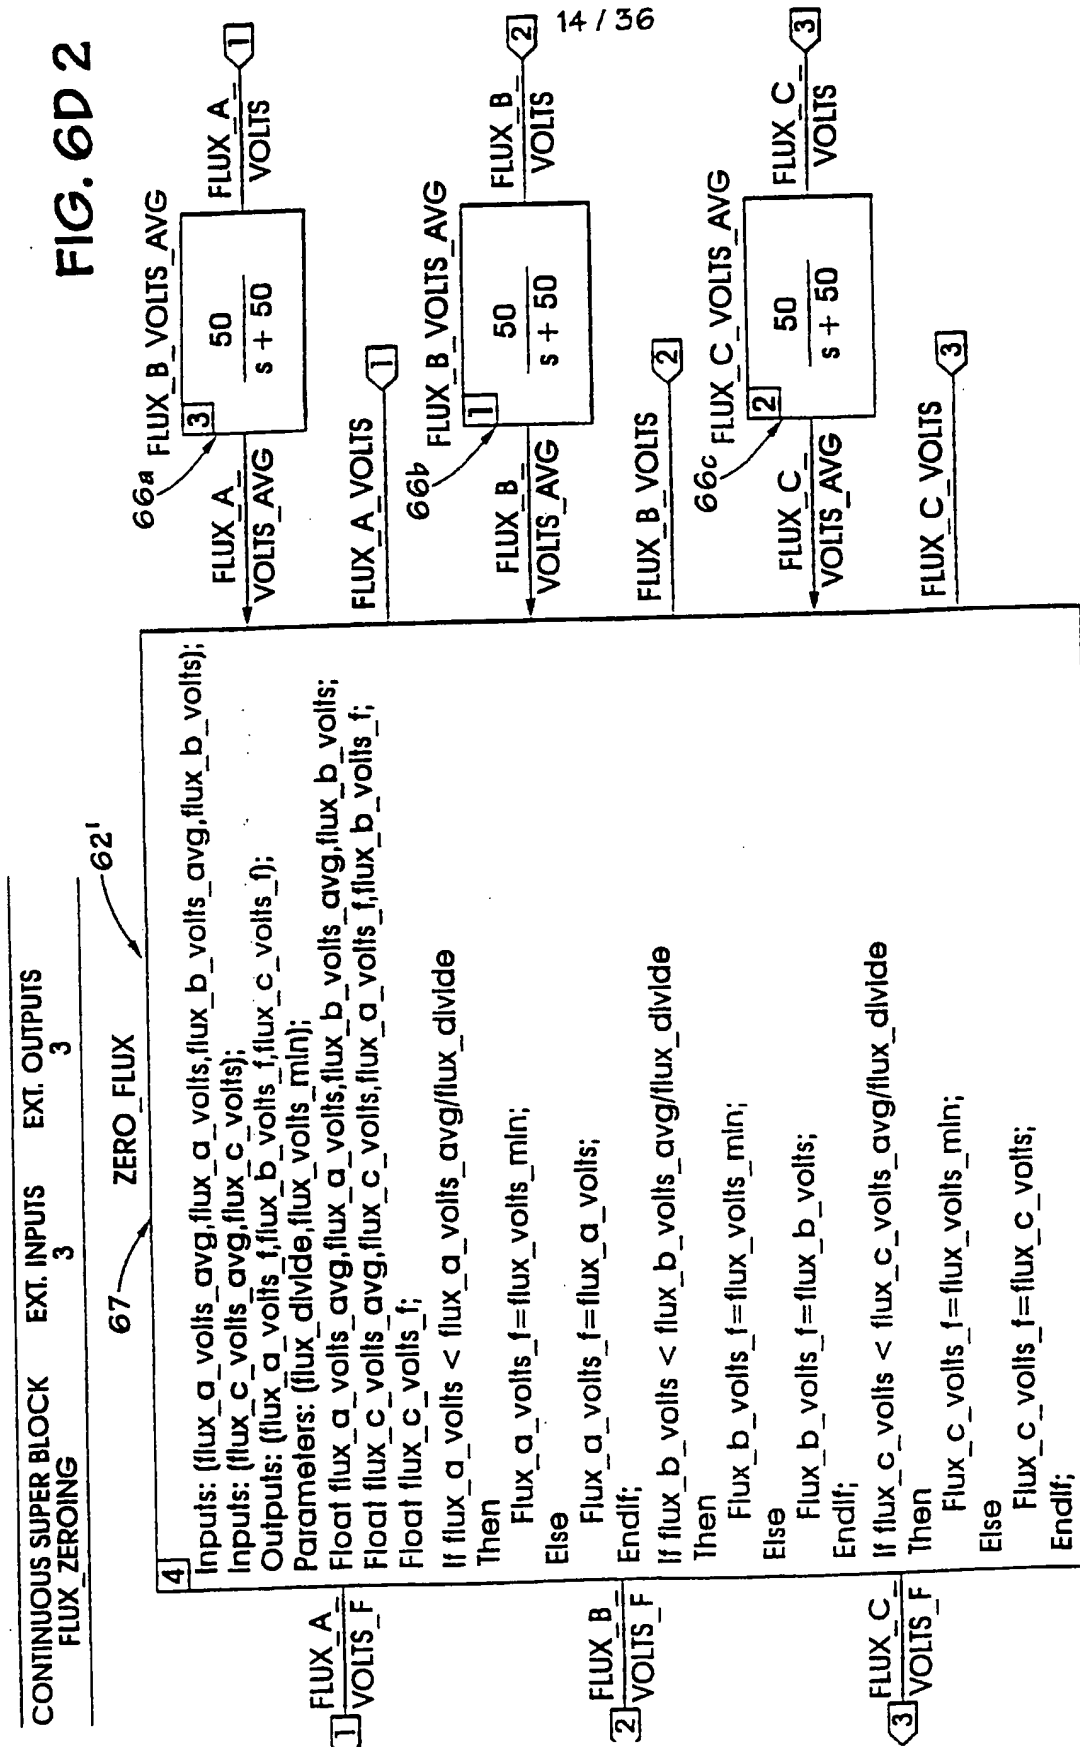 14 / 36
FIG. 6D 2
CONTINUOUS SUPER BLOCK EXT. INPUTS EXT. OUTPUTS
FLUX_ZEROING 3 3
67
ZERO_FLUX
62'
4
Inputs: (flux_a_volts_avg,flux_a_volts,flux_b_volts_avg,flux_b_volts);
Inputs: (flux_c_volts_avg,flux_c_volts);
Outputs: (flux_a_volts_f,flux_b_volts_f,flux_c_volts_f);
Parameters: (flux_divide,flux_volts_min);
Float flux_a_volts_avg,flux_a_volts,flux_b_volts_avg,flux_b_volts;
Float flux_c_volts_avg,flux_c_volts,flux_a_volts_f,flux_b_volts_f;
Float flux_c_volts_f;
If flux_a_volts < flux_a_volts_avg/flux_divide
Then
Flux_a_volts_f=flux_volts_min;
Else
Flux_a_volts_f=flux_a_volts;
Endif;
If flux_b_volts < flux_b_volts_avg/flux_divide
Then
Flux_b_volts_f=flux_volts_min;
Else
Flux_b_volts_f=flux_b_volts;
Endif;
If flux_c_volts < flux_c_volts_avg/flux_divide
Then
Flux_c_volts_f=flux_volts_min;
Else
Flux_c_volts_f=flux_c_volts;
Endif;
1
FLUX_A_
VOLTS_F
2
FLUX_B_
VOLTS_F
3
FLUX_C_
VOLTS_F
66a
FLUX_B_VOLTS_AVG
3
50
s + 50
FLUX_A_
VOLTS_AVG
FLUX_A_
VOLTS
1
FLUX_A_VOLTS
1
66b
FLUX_B_VOLTS_AVG
1
50
s + 50
FLUX_B_
VOLTS_AVG
FLUX_B_
VOLTS
2
FLUX_B_VOLTS
2
66c
FLUX_C_VOLTS_AVG
2
50
s + 50
FLUX_C_
VOLTS_AVG
FLUX_C_
VOLTS
3
FLUX_C_VOLTS
3